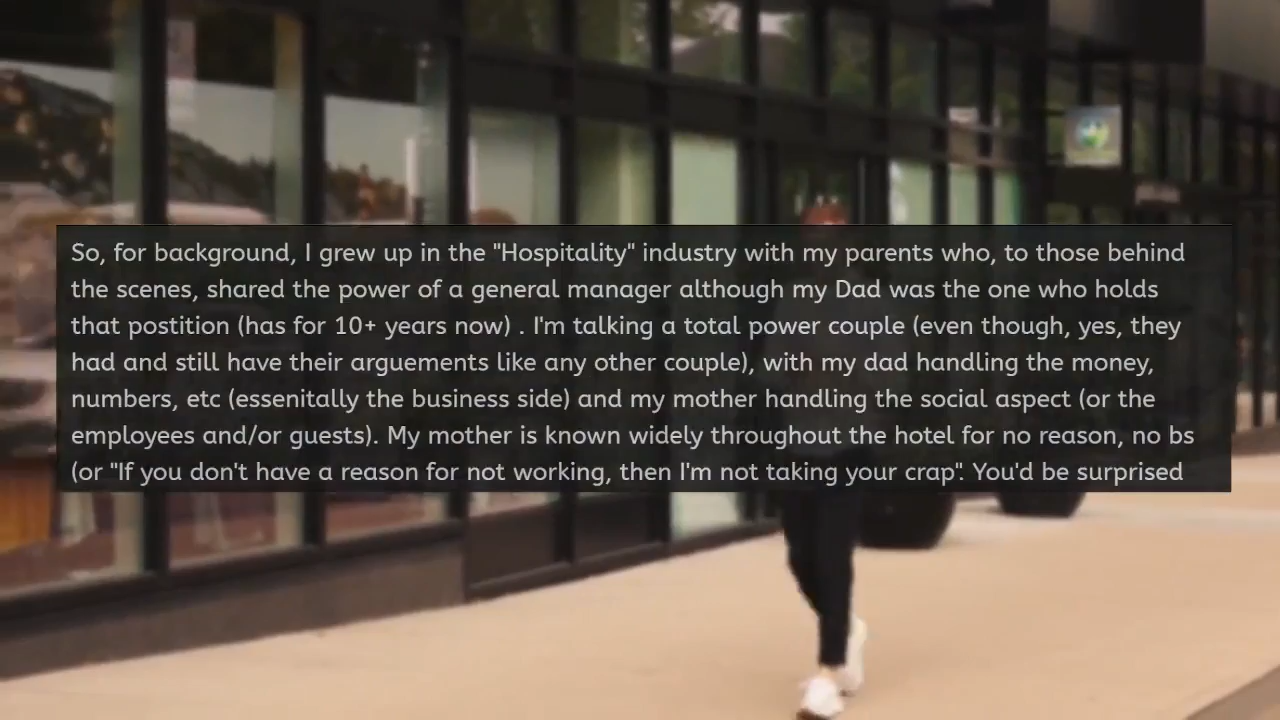 So, for background, I grew up in the "Hospitality" industry with my parents who, to those behind
the scenes, shared the power of a general manager although my Dad was the one who holds
that postition (has for 10+ years now) . I'm talking a total power couple (even though, yes, they
had and still have their arguements like any other couple), with my dad handling the money,
numbers, etc (essenitally the business side) and my mother handling the social aspect (or the
employees and/or guests). My mother is known widely throughout the hotel for no reason, no bs
(or "If you don't have a reason for not working, then I'm not taking your crap". You'd be surprised